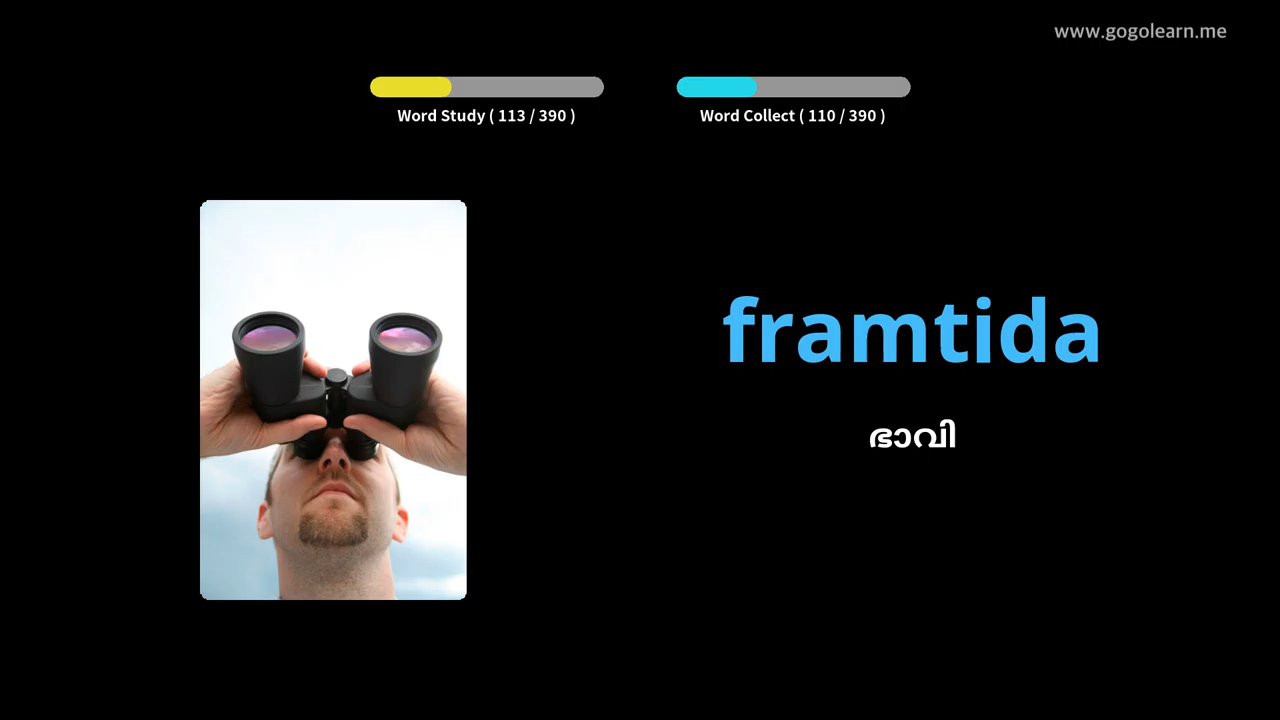 www.gogolearn.me
Word Study ( 113 / 390 )
Word Collect ( 110 / 390 )
framtida
ഭാവി